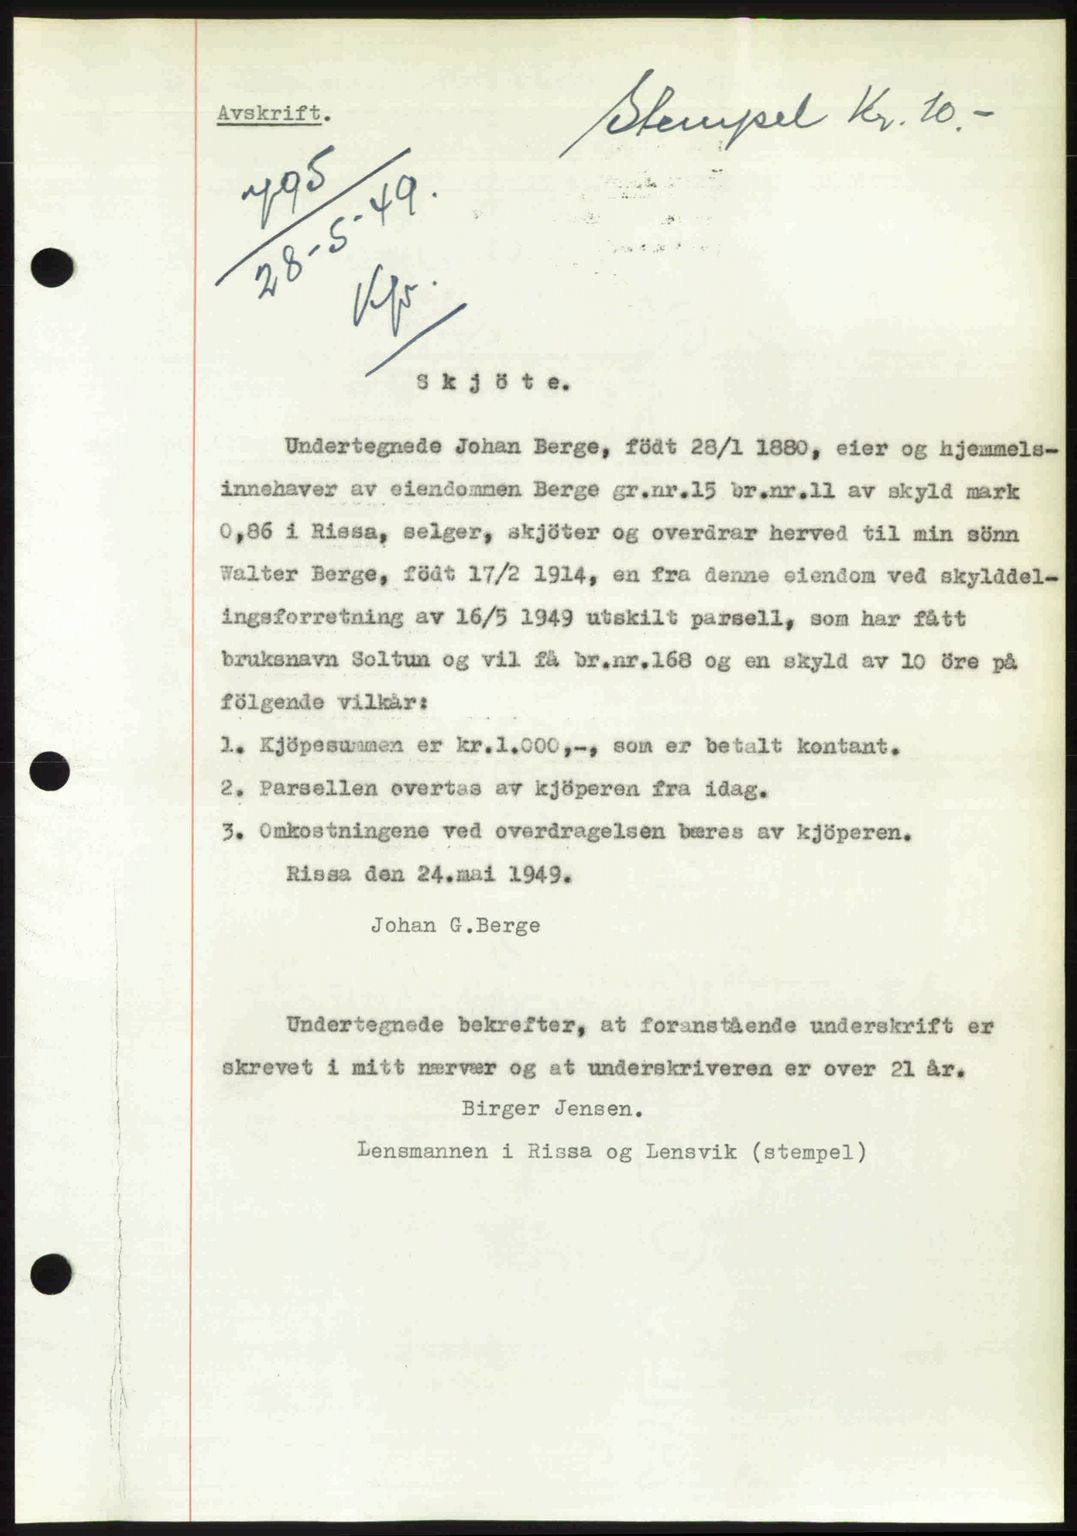 Avskrift.
Stempel Kr. 10.-
795
28-5-49.
Skjöte.
Undertegnede Johan Berge, födt 28/1 1880, eier og hjemmels-
innehaver av eiendommen Berge gr.nr.15 br.nr.11 av skyld mark
0,86 i Rissa, selger, skjöter og overdrar herved til min sönn
Walter Berge, födt 17/2 1914, en fra denne eiendom ved skylddel-
ingsforretning av 16/5 1949 utskilt parsell, som har fått
bruksnavn Soltun og vil få br.nr.168 og en skyld av 10 öre på
fölgende vilkår:
1. Kjöpesummen er kr.1.000,-, som er betalt kontant.
2. Parsellen overtas av kjöperen fra idag.
3. Omkostningene ved overdragelsen bæres av kjöperen.
Rissa den 24.mai 1949.
Johan G.Berge
Undertegnede bekrefter, at foranstående underskrift er
skrevet i mitt nærvær og at underskriveren er over 21 år.
Birger Jensen.
Lensmannen i Rissa og Lensvik (stempel)